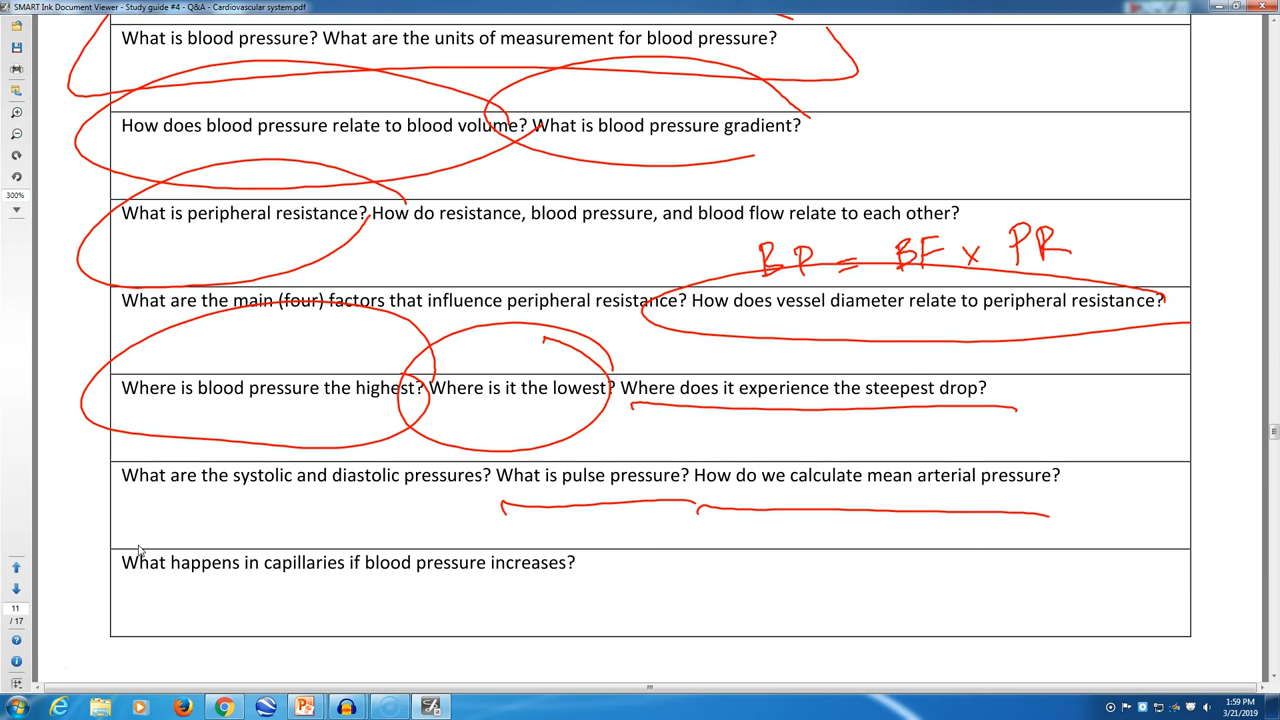 SMART Ink Document Viewer - Study guide #4 - Q&A - Cardiovascular system.pdf
What is blood pressure? What are the units of measurement for blood pressure?
How does blood pressure relate to blood volume? What is blood pressure gradient?
What is peripheral resistance? How do resistance, blood pressure, and blood flow relate to each other?
BP = BF x PR
What are the main (four) factors that influence peripheral resistance? How does vessel diameter relate to peripheral resistance?
Where is blood pressure the highest? Where is it the lowest? Where does it experience the steepest drop?
What are the systolic and diastolic pressures? What is pulse pressure? How do we calculate mean arterial pressure?
What happens in capillaries if blood pressure increases?
300%
11
/ 17
1:59 PM
3/21/2019